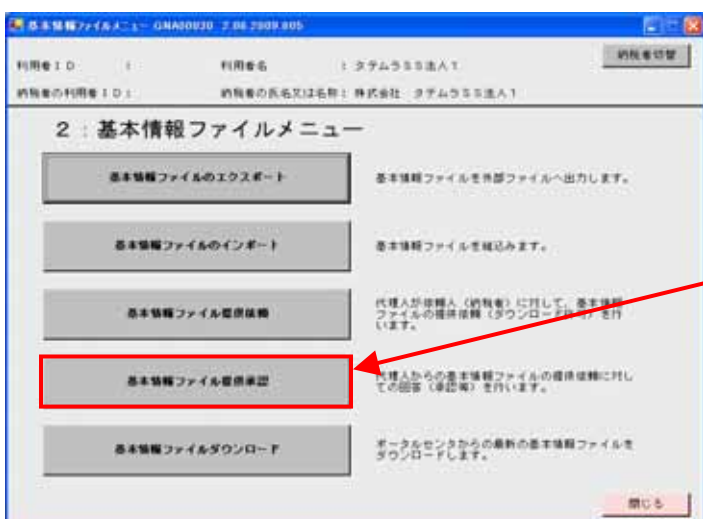 基本情報ファイルメニュー GNA00030 2.00.2009.005
利用者ID : 利用者名 : タテムラSS法人1
納税者切替
納税者の利用者ID: 納税者の氏名又は名称: 株式会社 タテムラSS法人1
2:基本情報ファイルメニュー
基本情報ファイルのエクスポート
基本情報ファイルを外部ファイルへ出力します。
基本情報ファイルのインポート
基本情報ファイルを組込みます。
基本情報ファイル提供依頼
代理人が依頼人(納税者)に対して、基本情報
ファイルの提供依頼(ダウンロード許可)を行
います。
基本情報ファイル提供承認
代理人からの基本情報ファイルの提供依頼に対し
ての回答(承認等)を行います。
基本情報ファイルダウンロード
ポータルセンタからの最新の基本情報ファイルを
ダウンロードします。
閉じる